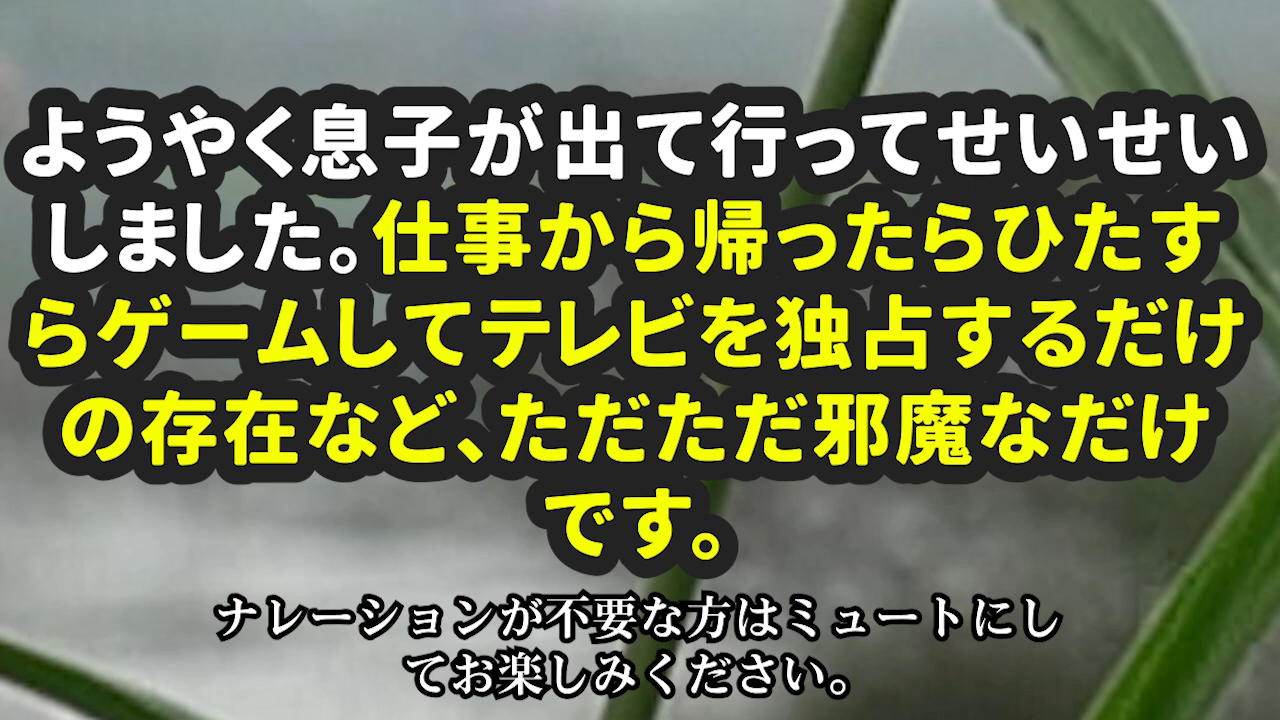 ようやく息子が出て行ってせいせい
しました。仕事から帰ったらひたす
らゲームしてテレビを独占するだけ
の存在など、ただただ邪魔なだけ
です。
ナレーションが不要な方はミュートにし
てお楽しみください。